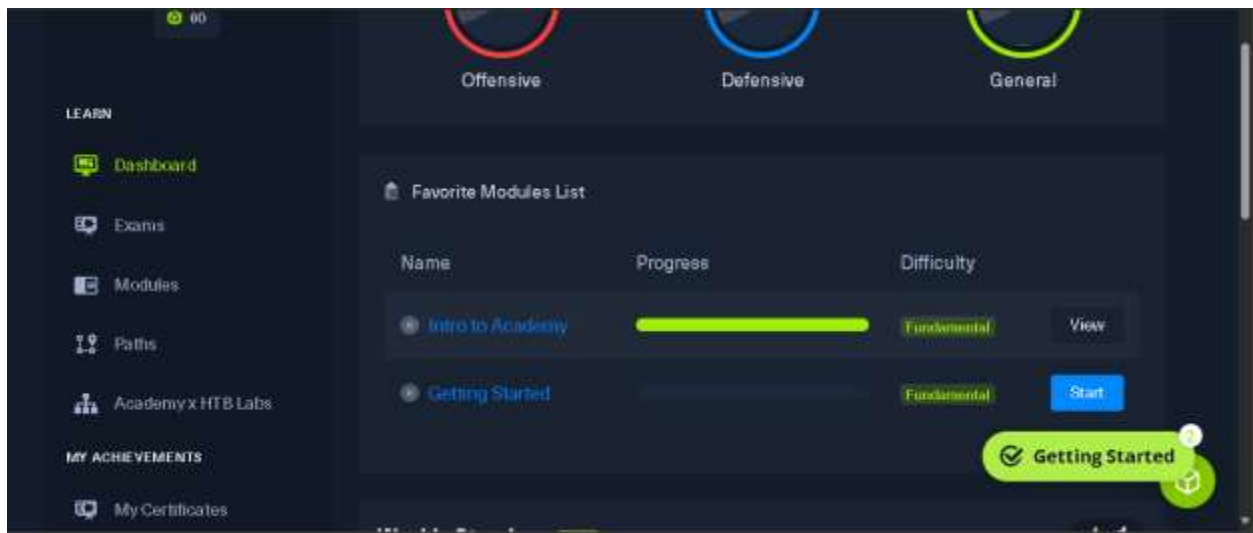 60
Offensive
Defensive
General
LEARN
Dashboard
Exams
Modules
Paths
Academy x HTB Labs
MY ACHIEVEMENTS
My Certificates
Favorite Modules List
Name Progress Difficulty
Intro to Academy Fundamental View
Getting Started Fundamental Start
Getting Started